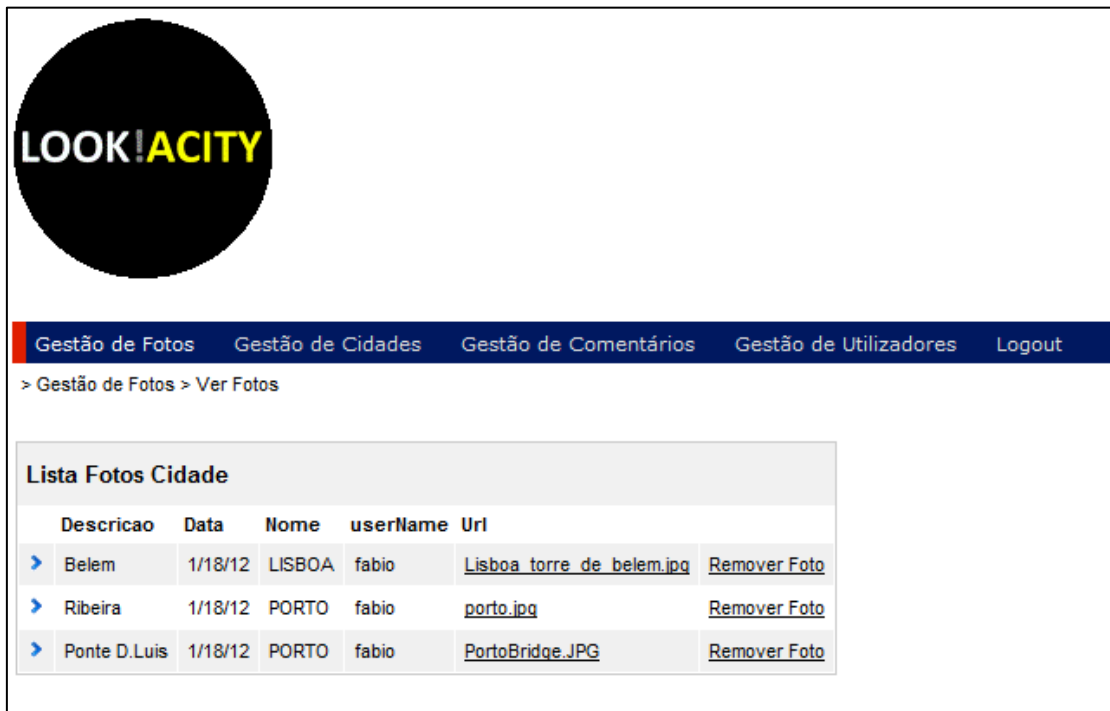 LOOK!ACITY
Gestão de Fotos Gestão de Cidades Gestão de Comentários Gestão de Utilizadores Logout
> Gestão de Fotos > Ver Fotos
Lista Fotos Cidade
Descricao Data Nome userName Url
Belem 1/18/12 LISBOA fabio Lisboa_torre_de_belem.jpg Remover Foto
Ribeira 1/18/12 PORTO fabio porto.jpg Remover Foto
Ponte D.Luis 1/18/12 PORTO fabio PortoBridge.JPG Remover Foto